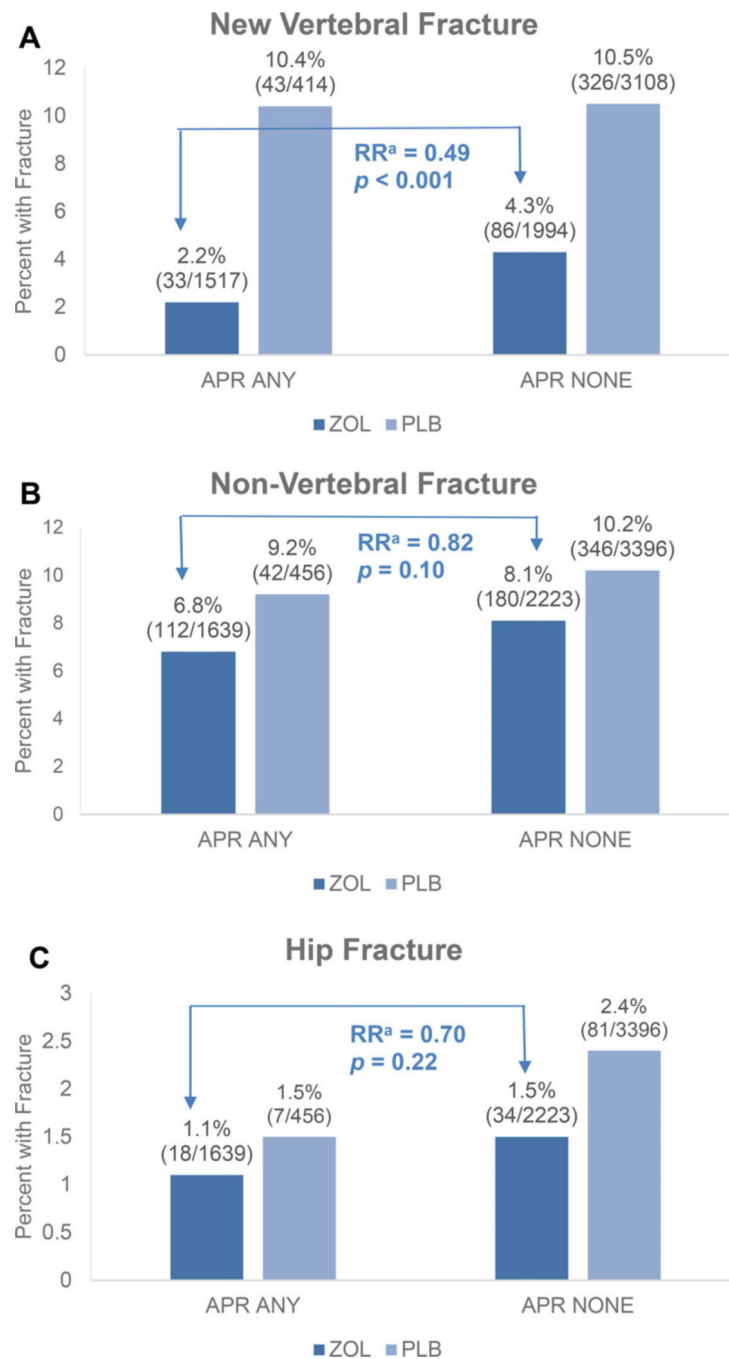 A
New Vertebral Fracture
Percent with Fracture
12
10
8
6
4
2
0
10.4%
(43/414)
10.5%
(326/3108)
RRᵃ = 0.49
p < 0.001
2.2%
(33/1517)
4.3%
(86/1994)
APR ANY
APR NONE
ZOL PLB
B
Non-Vertebral Fracture
Percent with Fracture
12
10
8
6
4
2
0
10.2%
(346/3396)
RRᵃ = 0.82
p = 0.10
9.2%
(42/456)
8.1%
(180/2223)
6.8%
(112/1639)
APR ANY
APR NONE
ZOL PLB
C
Hip Fracture
Percent with Fracture
3
2.5
2
1.5
1
0.5
0
2.4%
(81/3396)
RRᵃ = 0.70
p = 0.22
1.5%
(7/456)
1.5%
(34/2223)
1.1%
(18/1639)
APR ANY
APR NONE
ZOL PLB